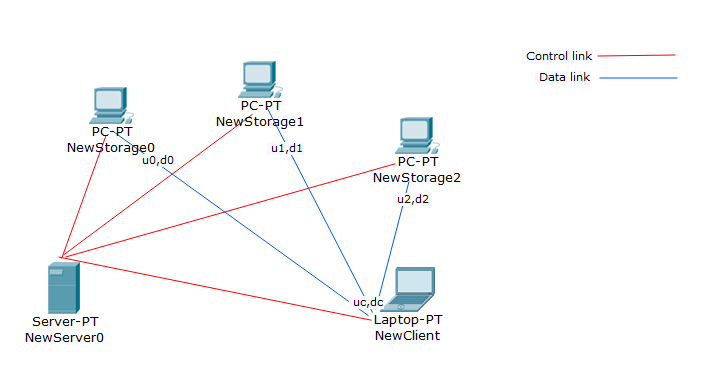 Control link
Data link
PC-PT
NewStorage1
u1,d1
PC-PT
NewStorage0
u0,d0
PC-PT
NewStorage2
u2,d2
uc,dc
Server-PT
NewServer0
Laptop-PT
NewClient